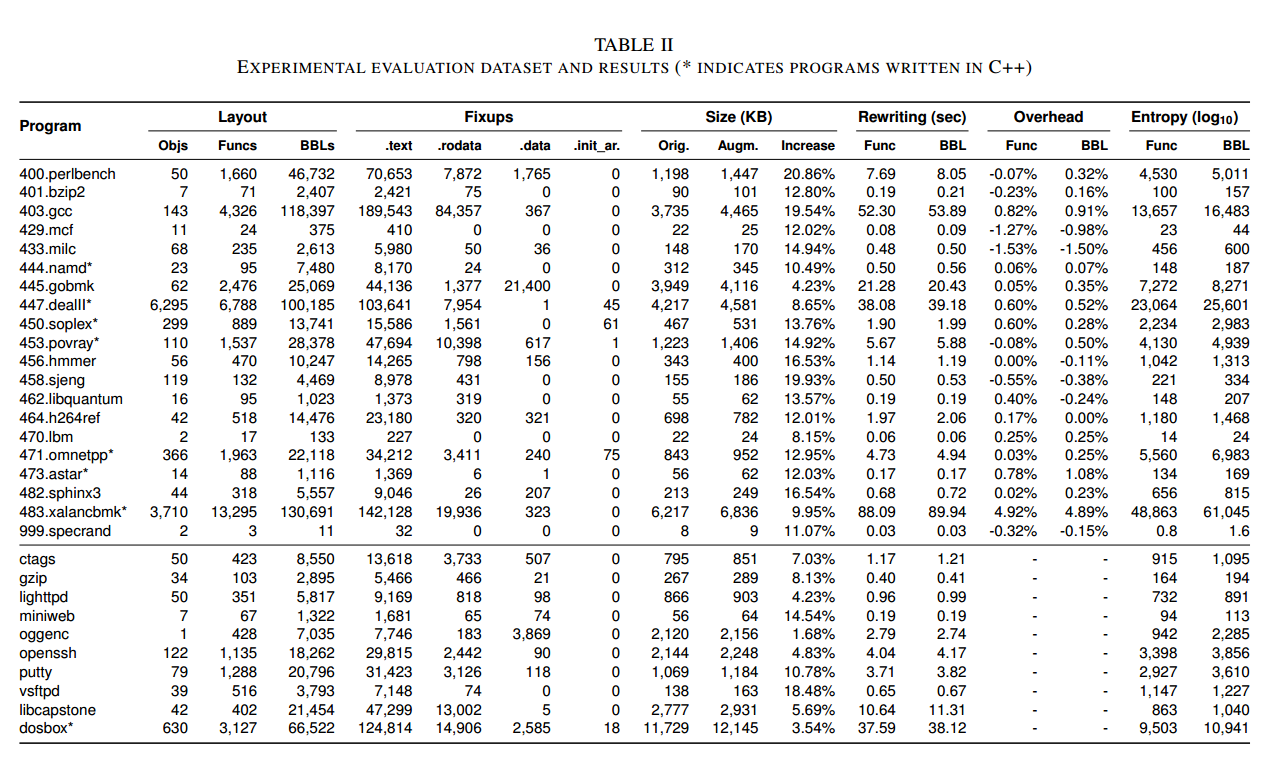 TABLE II
EXPERIMENTAL EVALUATION DATASET AND RESULTS (* INDICATES PROGRAMS WRITTEN IN C++)
Program Layout Fixups Size (KB) Rewriting (sec) Overhead Entropy (log10)
Objs Funcs BBLs .text .rodata .data .init_ar. Orig. Augm. Increase Func BBL Func BBL Func BBL
400.perlbench 50 1,660 46,732 70,653 7,872 1,765 0 1,198 1,447 20.86% 7.69 8.05 -0.07% 0.32% 4,530 5,011
401.bzip2 7 71 2,407 2,421 75 0 0 90 101 12.80% 0.19 0.21 -0.23% 0.16% 100 157
403.gcc 143 4,326 118,397 189,543 84,357 367 0 3,735 4,465 19.54% 52.30 53.89 0.82% 0.91% 13,657 16,483
429.mcf 11 24 375 410 0 0 0 22 25 12.02% 0.08 0.09 -1.27% -0.98% 23 44
433.milc 68 235 2,613 5,980 50 36 0 148 170 14.94% 0.48 0.50 -1.53% -1.50% 456 600
444.namd* 23 95 7,480 8,170 24 0 0 312 345 10.49% 0.50 0.56 0.06% 0.07% 148 187
445.gobmk 62 2,476 25,069 44,136 1,377 21,400 0 3,949 4,116 4.23% 21.28 20.43 0.05% 0.35% 7,272 8,271
447.dealII* 6,295 6,788 100,185 103,641 7,954 1 45 4,217 4,581 8.65% 38.08 39.18 0.60% 0.52% 23,064 25,601
450.soplex* 299 889 13,741 15,586 1,561 0 61 467 531 13.76% 1.90 1.99 0.60% 0.28% 2,234 2,983
453.povray* 110 1,537 28,378 47,694 10,398 617 1 1,223 1,406 14.92% 5.67 5.88 -0.08% 0.50% 4,130 4,939
456.hmmer 56 470 10,247 14,265 798 156 0 343 400 16.53% 1.14 1.19 0.00% -0.11% 1,042 1,313
458.sjeng 119 132 4,469 8,978 431 0 0 155 186 19.93% 0.50 0.53 -0.55% -0.38% 221 334
462.libquantum 16 95 1,023 1,373 319 0 0 55 62 13.57% 0.19 0.19 0.40% -0.24% 148 207
464.h264ref 42 518 14,476 23,180 320 321 0 698 782 12.01% 1.97 2.06 0.17% 0.00% 1,180 1,468
470.lbm 2 17 133 227 0 0 0 22 24 8.15% 0.06 0.06 0.25% 0.25% 14 24
471.omnetpp* 366 1,963 22,118 34,212 3,411 240 75 843 952 12.95% 4.73 4.94 0.03% 0.25% 5,560 6,983
473.astar* 14 88 1,116 1,369 6 1 0 56 62 12.03% 0.17 0.17 0.78% 1.08% 134 169
482.sphinx3 44 318 5,557 9,046 26 207 0 213 249 16.54% 0.68 0.72 0.02% 0.23% 656 815
483.xalancbmk* 3,710 13,295 130,691 142,128 19,936 323 0 6,217 6,836 9.95% 88.09 89.94 4.92% 4.89% 48,863 61,045
999.specrand 2 3 11 32 0 0 0 8 9 11.07% 0.03 0.03 -0.32% -0.15% 0.8 1.6
ctags 50 423 8,550 13,618 3,733 507 0 795 851 7.03% 1.17 1.21 - - 915 1,095
gzip 34 103 2,895 5,466 466 21 0 267 289 8.13% 0.40 0.41 - - 164 194
lighttpd 50 351 5,817 9,169 818 98 0 866 903 4.23% 0.96 0.99 - - 732 891
miniweb 7 67 1,322 1,681 65 74 0 56 64 14.54% 0.19 0.19 - - 94 113
oggenc 1 428 7,035 7,746 183 3,869 0 2,120 2,156 1.68% 2.79 2.74 - - 942 2,285
openssh 122 1,135 18,262 29,815 2,442 90 0 2,144 2,248 4.83% 4.04 4.17 - - 3,398 3,856
putty 79 1,288 20,796 31,423 3,126 118 0 1,069 1,184 10.78% 3.71 3.82 - - 2,927 3,610
vsftpd 39 516 3,793 7,148 74 0 0 138 163 18.48% 0.65 0.67 - - 1,147 1,227
libcapstone 42 402 21,454 47,299 13,002 5 0 2,777 2,931 5.69% 10.64 11.31 - - 863 1,040
dosbox* 630 3,127 66,522 124,814 14,906 2,585 18 11,729 12,145 3.54% 37.59 38.12 - - 9,503 10,941